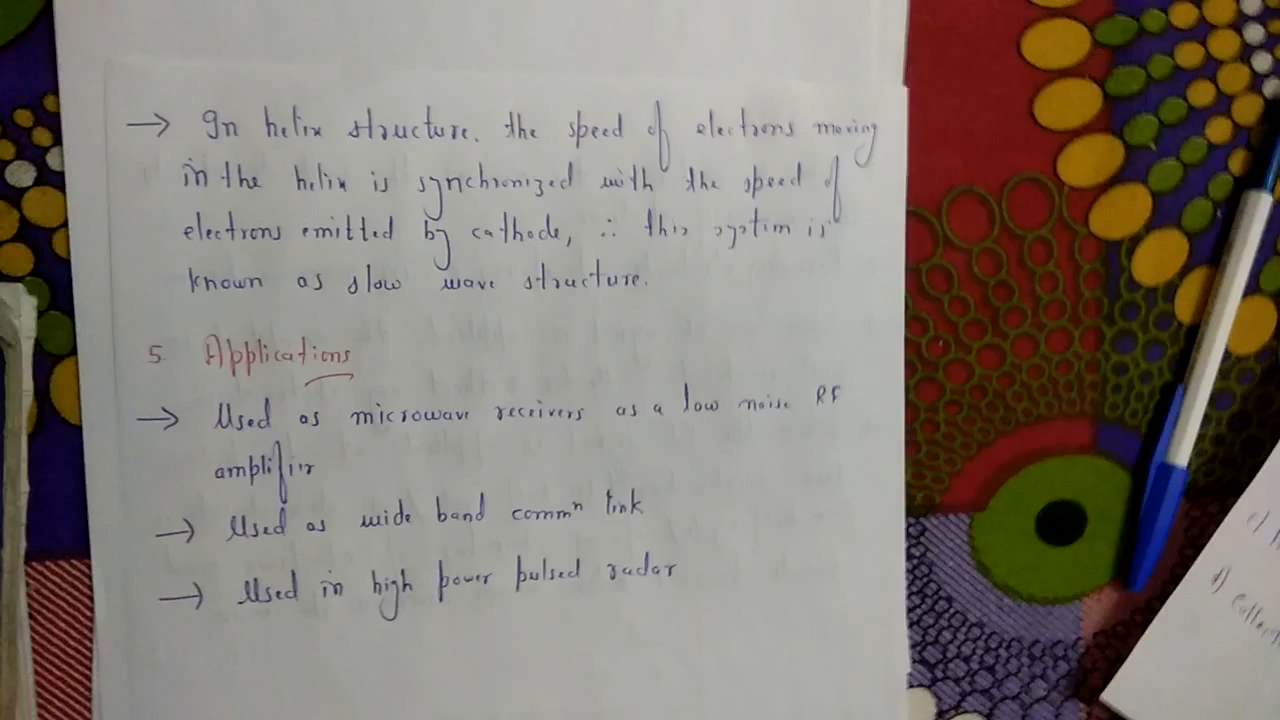 → In helix structure. the speed of electrons moving
in the helix is synchronized with the speed of
electrons emitted by cathode, ∴ this system is
known as slow wave structure.
5. Applications
→ Used as microwave receivers as a low noise RF
amplifier
→ Used as wide band commn link
→ Used in high power pulsed radar
d)